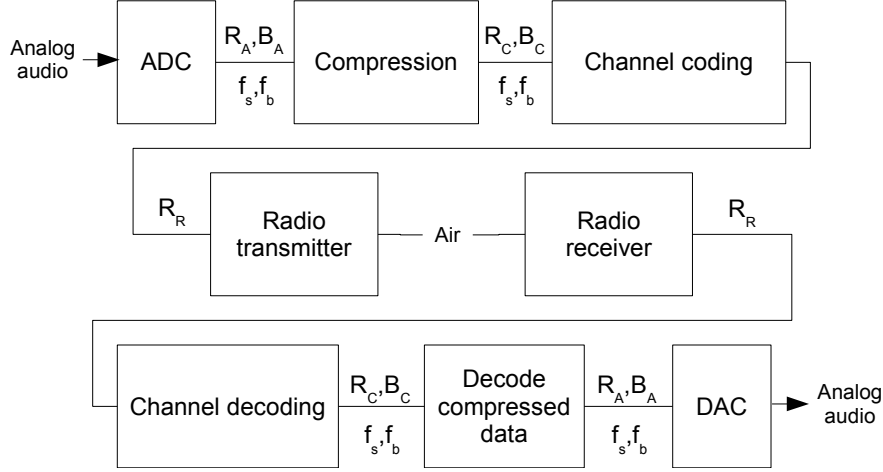 Analog
audio
ADC
R_A,B_A
f_s,f_b
Compression
R_C,B_C
f_s,f_b
Channel coding
R_R
Radio
transmitter
Air
Radio
receiver
R_R
Channel decoding
R_C,B_C
f_s,f_b
Decode
compressed
data
R_A,B_A
f_s,f_b
DAC
Analog
audio